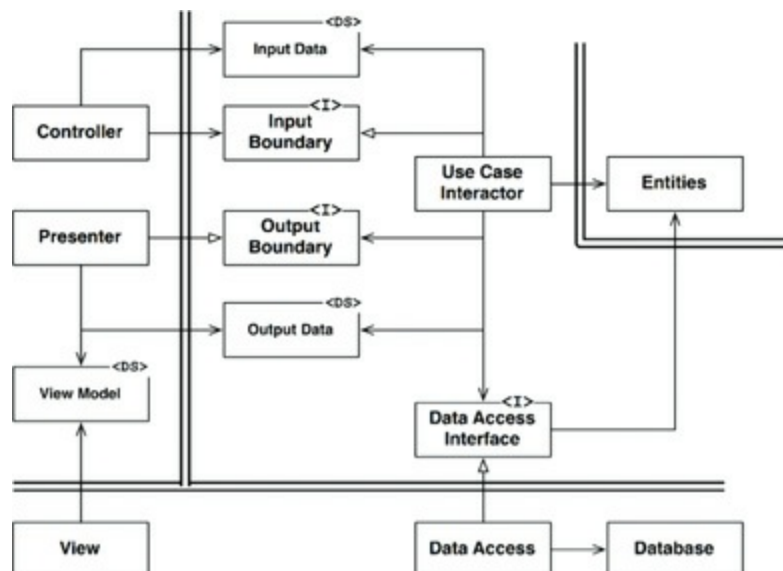 <DS>
Input Data
Controller
<I>
Input
Boundary
Use Case
Interactor
Entities
Presenter
<I>
Output
Boundary
<DS>
Output Data
<DS>
View Model
<I>
Data Access
Interface
View
Data Access
Database